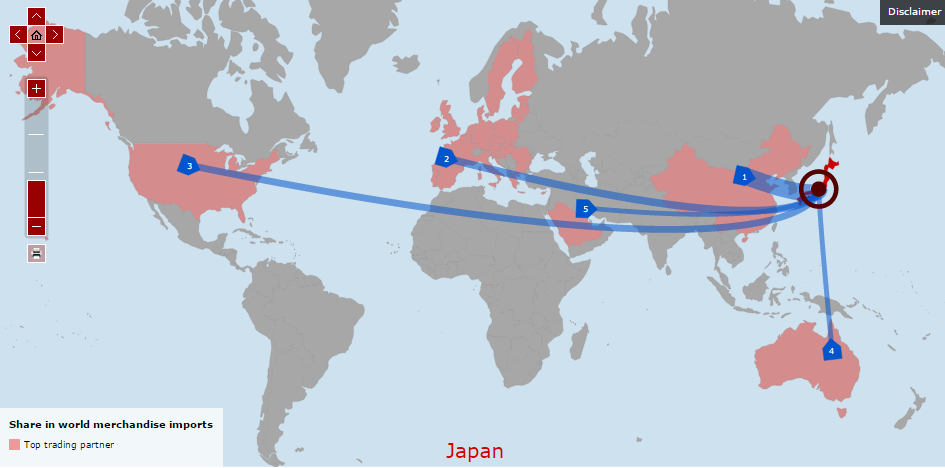 Disclaimer
3
2
1
5
4
Share in world merchandise imports
Top trading partner
Japan